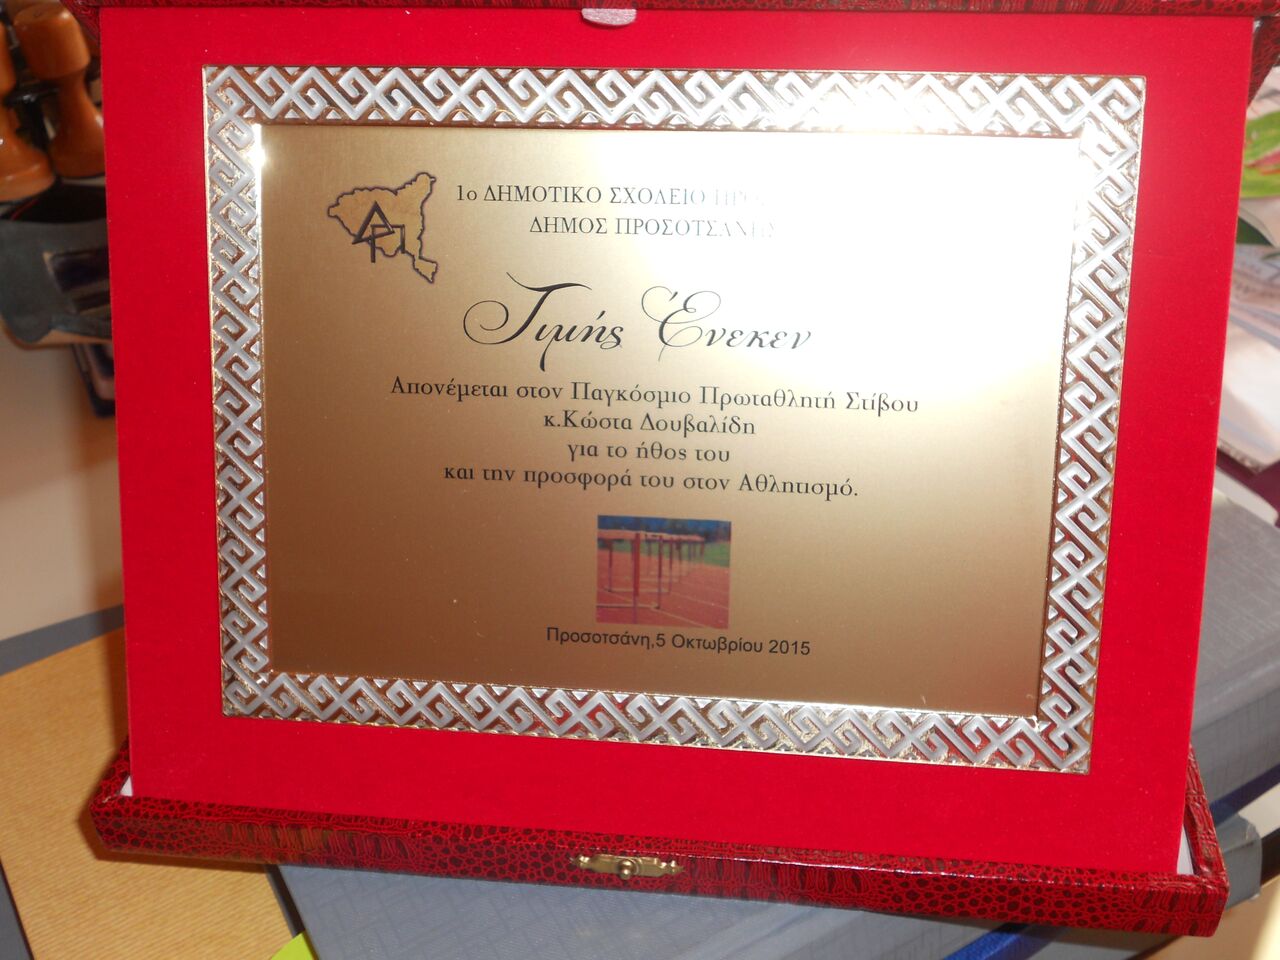 1ο ΔΗΜΟΤΙΚΟ ΣΧΟΛΕΙΟ
ΔΗΜΟΣ ΠΡΟΣΟΤΣΑΝΗΣ
Τιμής Ένεκεν
Απονέμεται στον Παγκόσμιο Πρωταθλητή Στίβου
κ.Κώστα Δουβαλίδη
για το ήθος του
και την προσφορά του στον Αθλητισμό.
Προσοτσάνη,5 Οκτωβρίου 2015